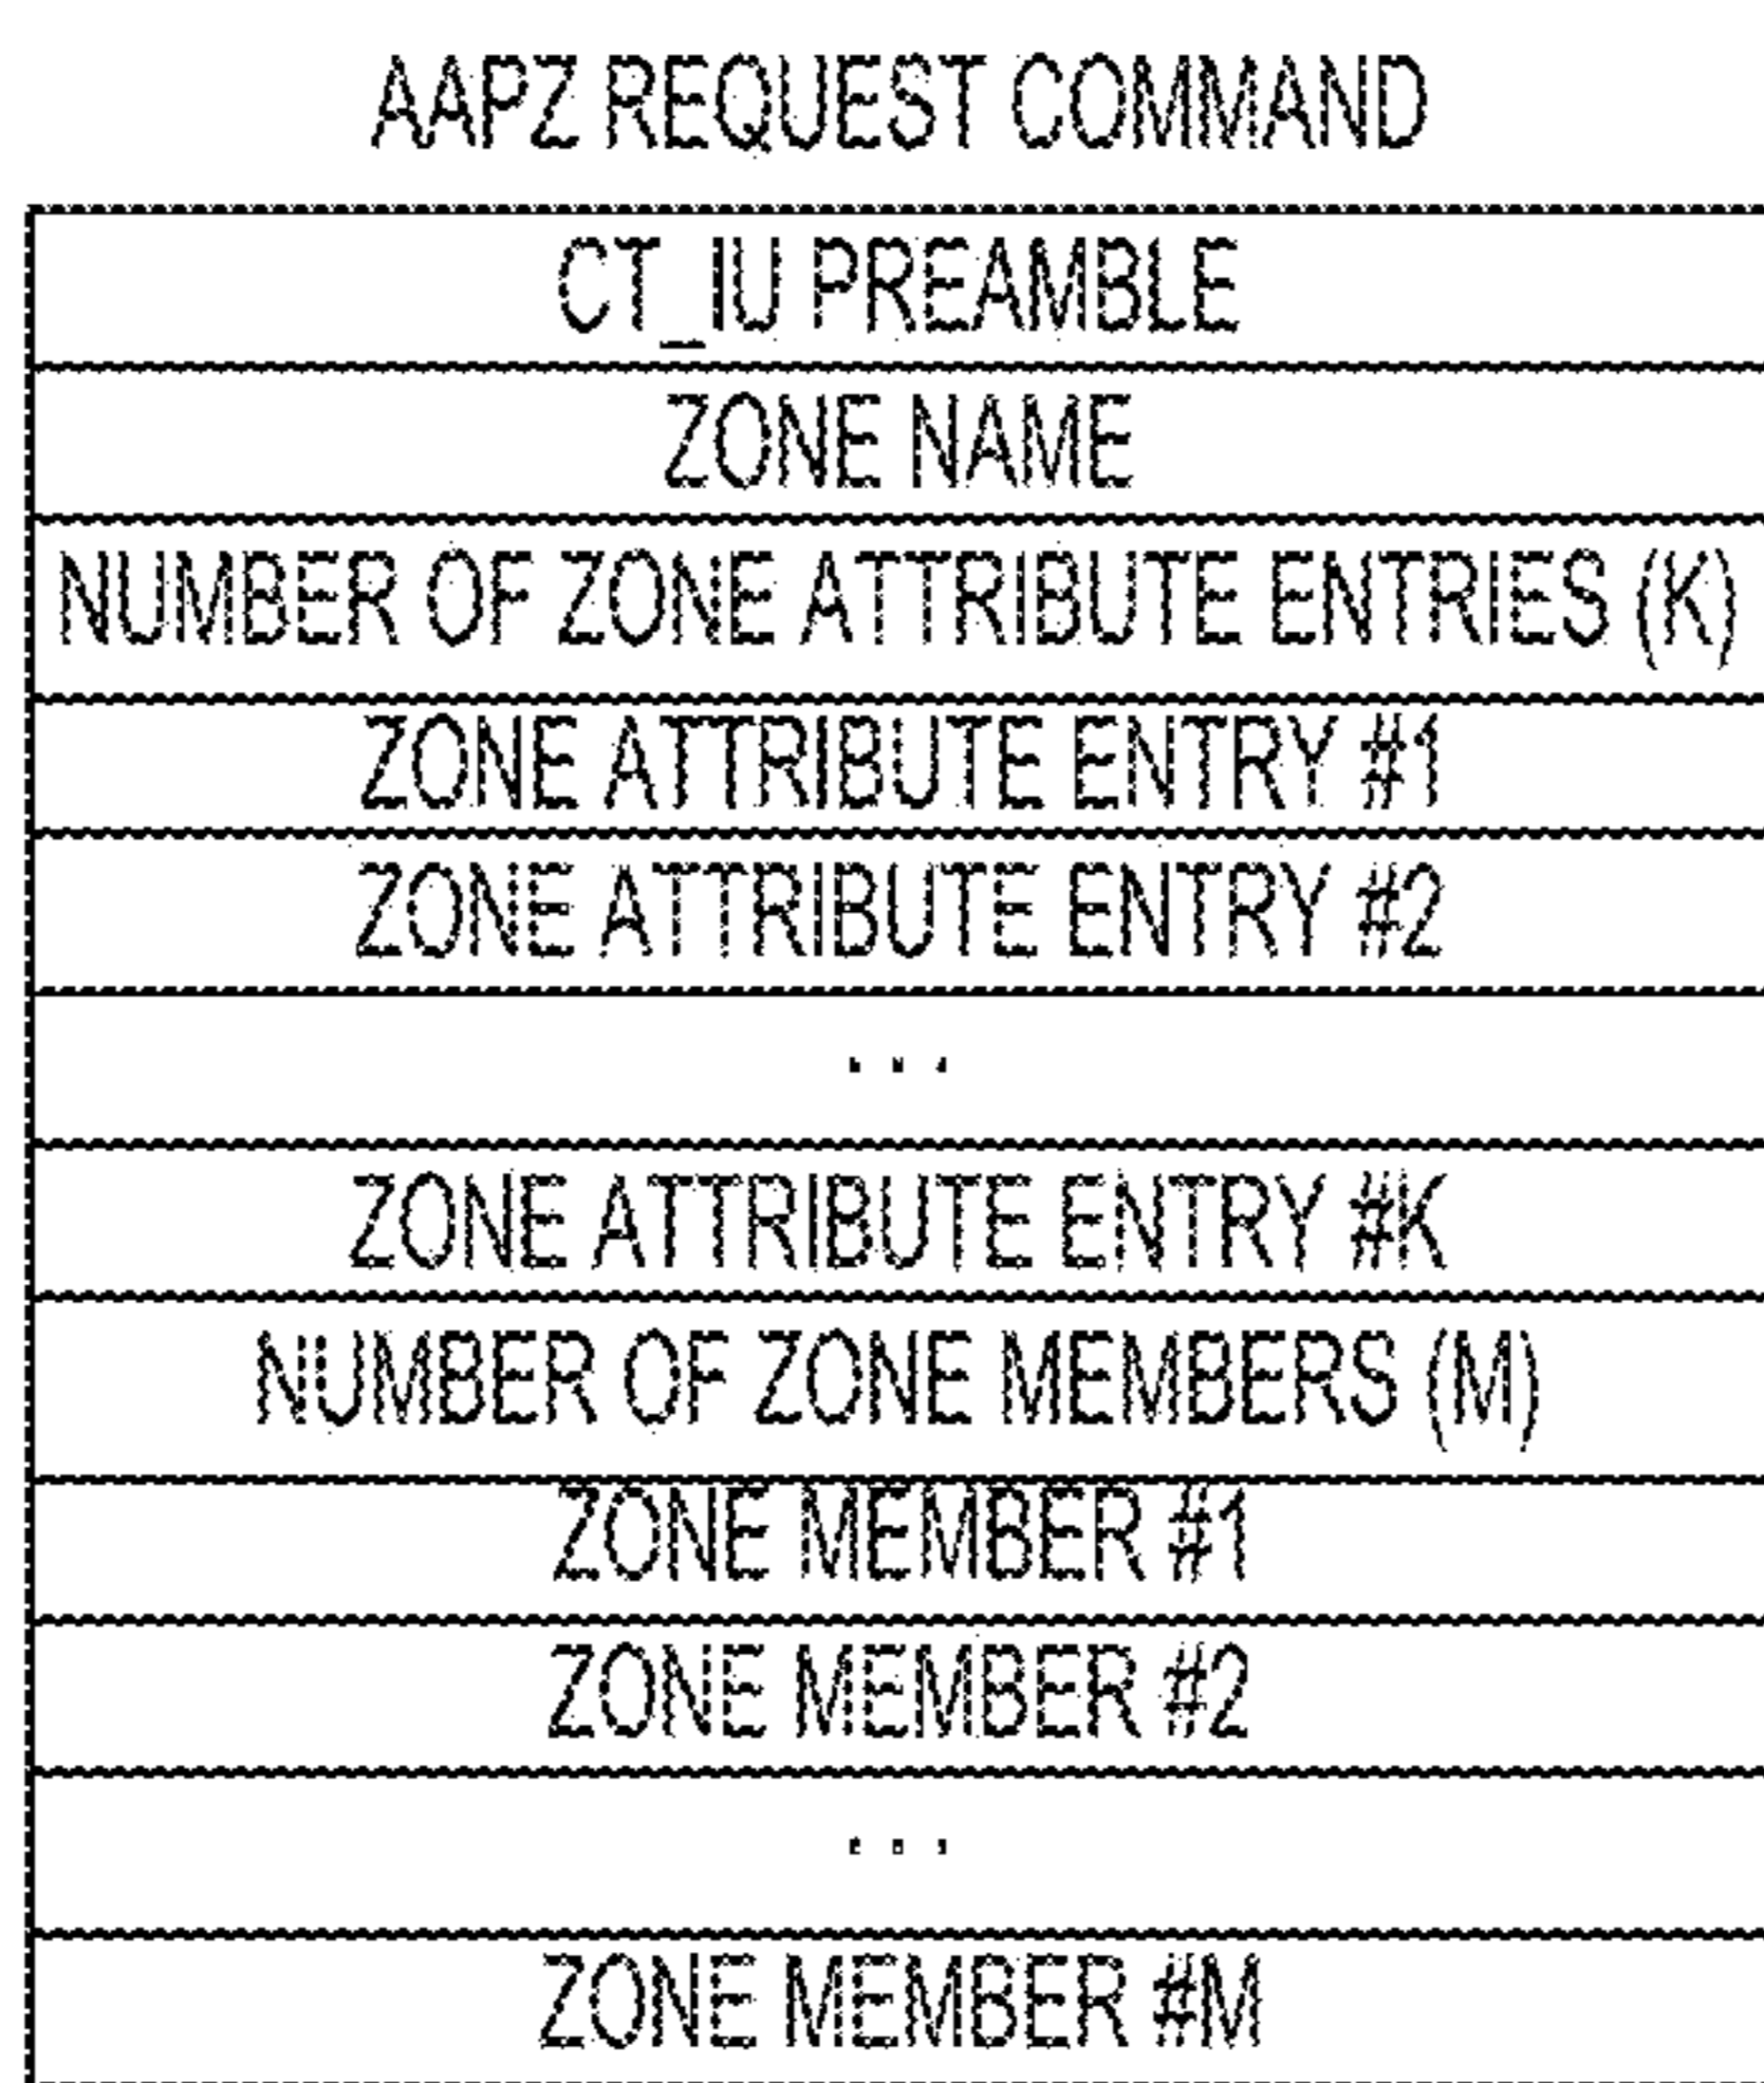 AAPZ REQUEST COMMAND
CT_IU PREAMBLE
ZONE NAME
NUMBER OF ZONE ATTRIBUTE ENTRIES (K)
ZONE ATTRIBUTE ENTRY #1
ZONE ATTRIBUTE ENTRY #2
...
ZONE ATTRIBUTE ENTRY #K
NUMBER OF ZONE MEMBERS (M)
ZONE MEMBER #1
ZONE MEMBER #2
...
ZONE MEMBER #M